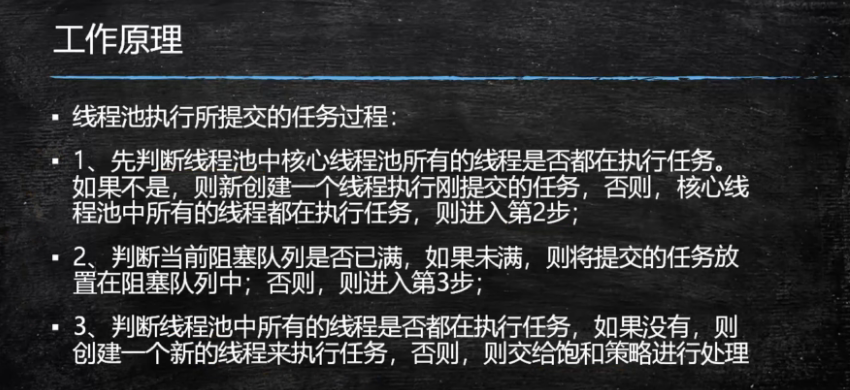 工作原理
▪ 线程池执行所提交的任务过程：
▪ 1、先判断线程池中核心线程池所有的线程是否都在执行任务。
如果不是，则新创建一个线程执行刚提交的任务，否则，核心线
程池中所有的线程都在执行任务，则进入第2步；
▪ 2、判断当前阻塞队列是否已满，如果未满，则将提交的任务放
置在阻塞队列中；否则，则进入第3步；
▪ 3、判断线程池中所有的线程是否都在执行任务，如果没有，则
创建一个新的线程来执行任务，否则，则交给饱和策略进行处理